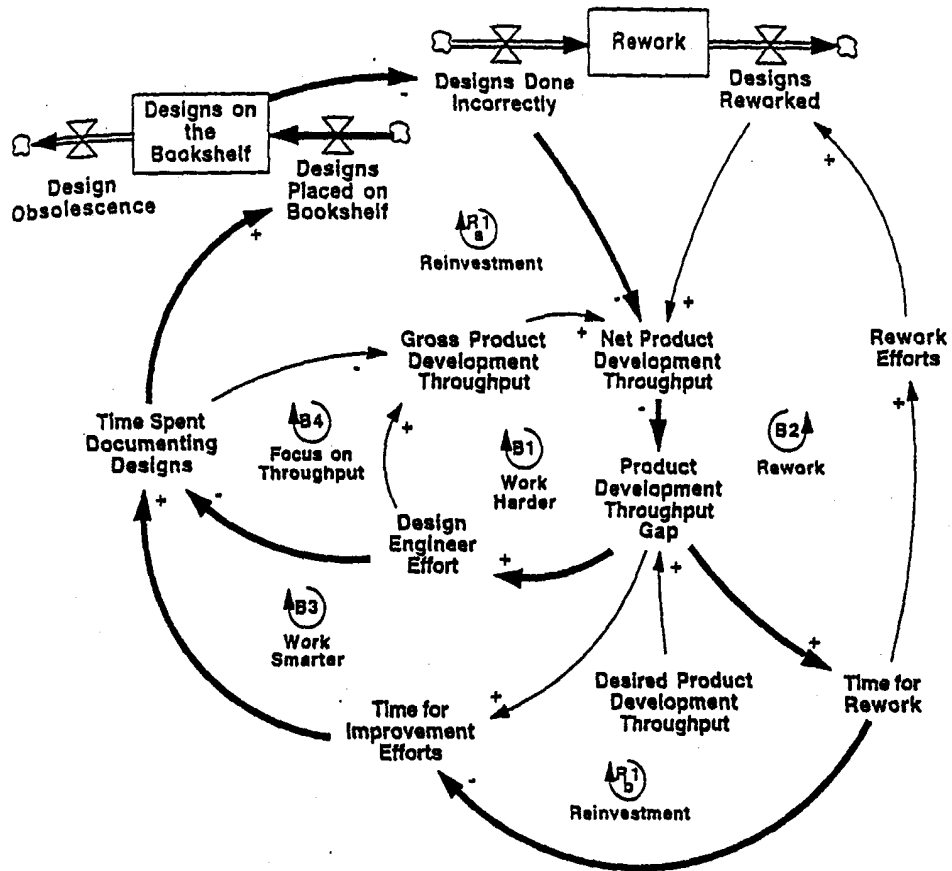 Rework
Designs Done
Incorrectly
Designs
Reworked
-
Designs on
the
Bookshelf
Design
Obsolescence
Designs
Placed on
Bookshelf
+
+
R1
a
Reinvestment
-
+
Gross Product
Development
Throughput
+
Net Product
Development
Throughput
Rework
Efforts
-
-
+
Time Spent
Documenting
Designs
B4
Focus on
Throughput
+
B1
Work
Harder
B2
Rework
Product
Development
Throughput
Gap
+
-
Design
Engineer
Effort
+
+
B3
Work
Smarter
+
+
Desired Product
Development
Throughput
Time for
Rework
Time for
Improvement
Efforts
-
R1
b
Reinvestment